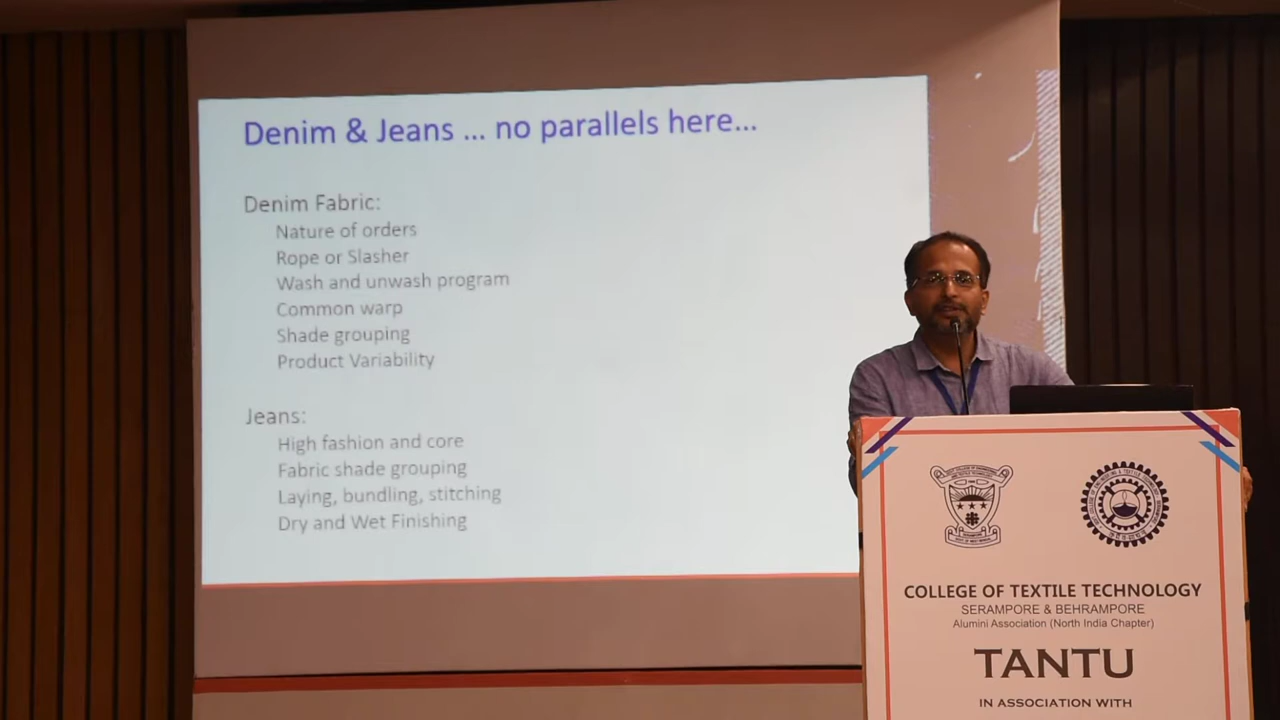 Denim & Jeans ... no parallels here...
Denim Fabric:
Nature of orders
Rope or Slasher
Wash and unwash program
Common warp
Shade grouping
Product Variability
Jeans:
High fashion and core
Fabric shade grouping
Laying, bundling, stitching
Dry and Wet Finishing
COLLEGE OF TEXTILE TECHNOLOGY
SERAMPORE & BEHRAMPORE
Alumini Association (North India Chapter)
TANTU
IN ASSOCIATION WITH